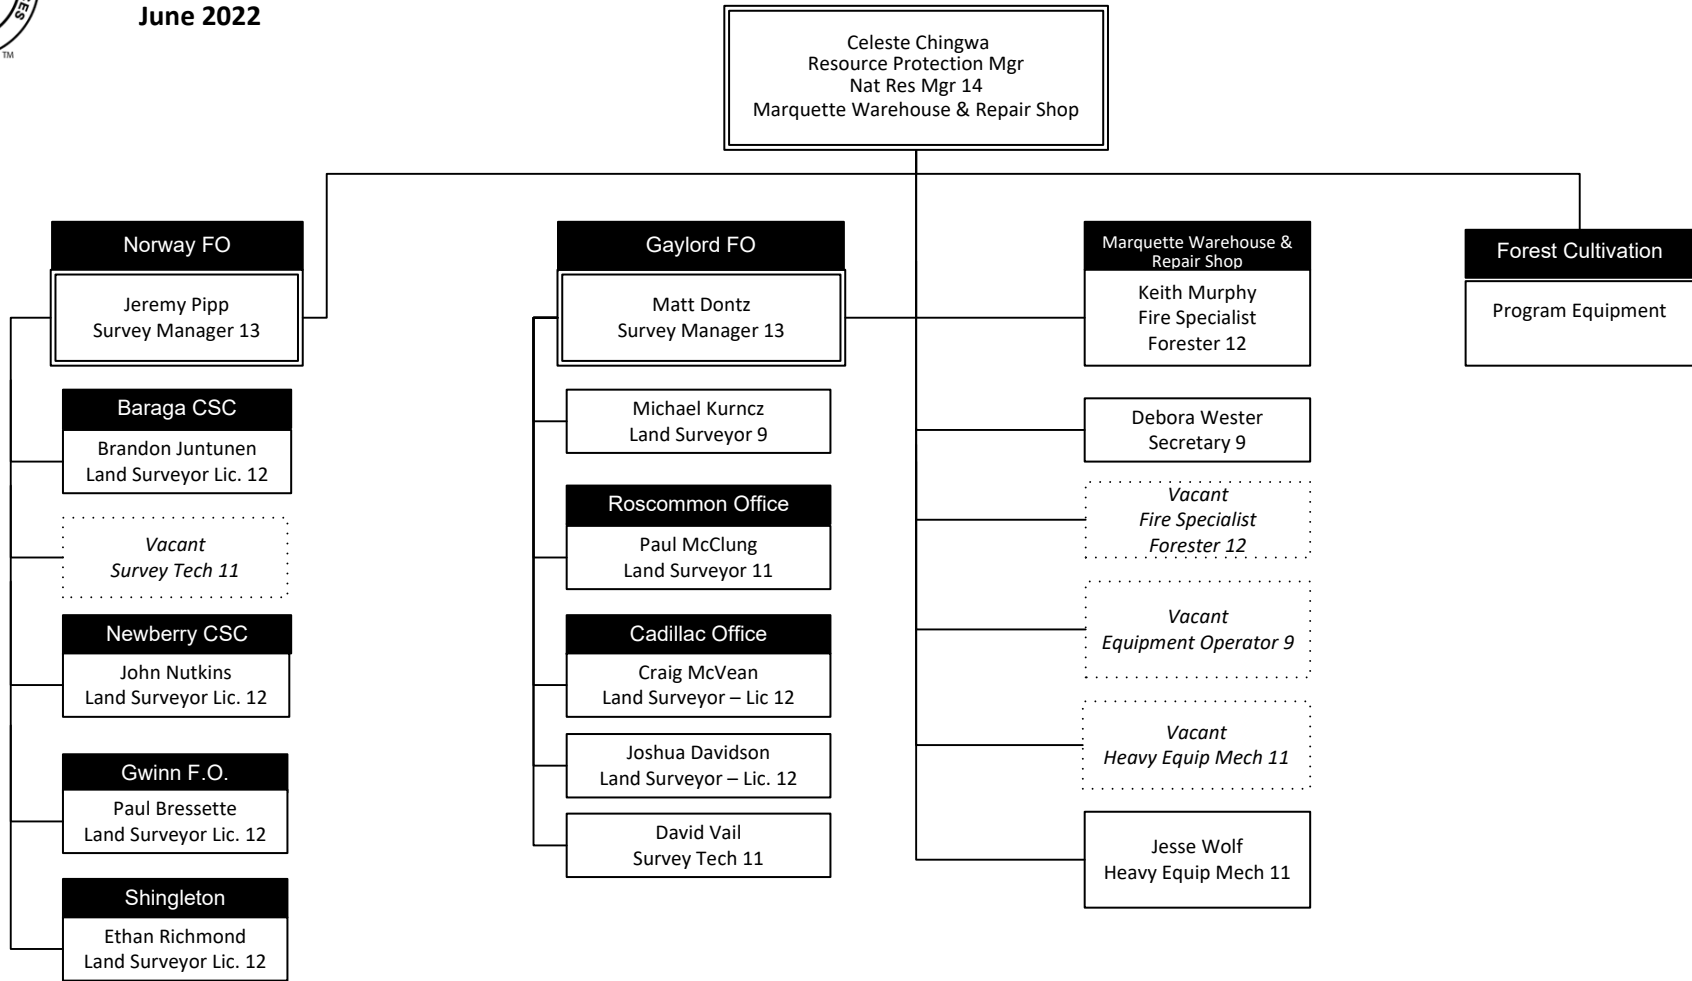 ES
TM
June 2022
Celeste Chingwa
Resource Protection Mgr
Nat Res Mgr 14
Marquette Warehouse & Repair Shop
Norway FO
Jeremy Pipp
Survey Manager 13
Baraga CSC
Brandon Juntunen
Land Surveyor Lic. 12
Vacant
Survey Tech 11
Newberry CSC
John Nutkins
Land Surveyor Lic. 12
Gwinn F.O.
Paul Bressette
Land Surveyor Lic. 12
Shingleton
Ethan Richmond
Land Surveyor Lic. 12
Gaylord FO
Matt Dontz
Survey Manager 13
Michael Kurncz
Land Surveyor 9
Roscommon Office
Paul McClung
Land Surveyor 11
Cadillac Office
Craig McVean
Land Surveyor – Lic 12
Joshua Davidson
Land Surveyor – Lic. 12
David Vail
Survey Tech 11
Marquette Warehouse &
Repair Shop
Keith Murphy
Fire Specialist
Forester 12
Debora Wester
Secretary 9
Vacant
Fire Specialist
Forester 12
Vacant
Equipment Operator 9
Vacant
Heavy Equip Mech 11
Jesse Wolf
Heavy Equip Mech 11
Forest Cultivation
Program Equipment